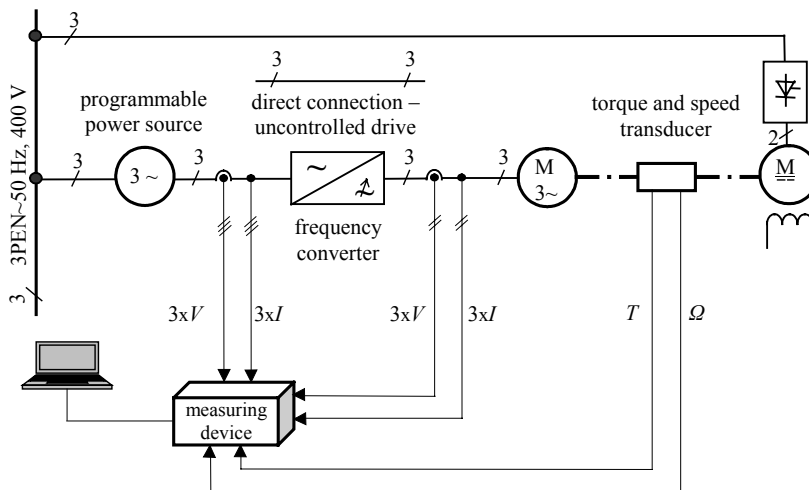 3
3
3
direct connection –
uncontrolled drive
programmable
power source
torque and speed
transducer
3PEN~50 Hz, 400 V
3
2
3
3 ~
3
~
3
3
M
3~
M
frequency
converter
3xV
3xI
3xV
3xI
T
Ω
measuring
device